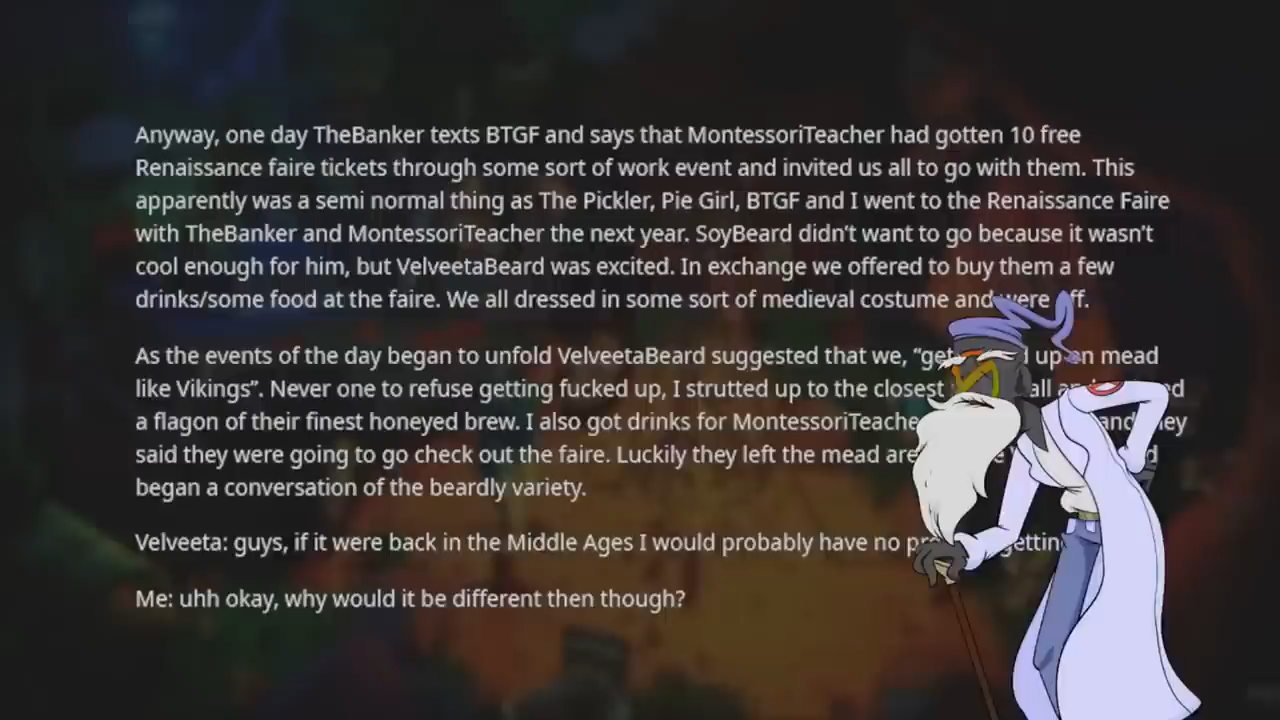 Anyway, one day TheBanker texts BTGF and says that MontessoriTeacher had gotten 10 free
Renaissance faire tickets through some sort of work event and invited us all to go with them. This
apparently was a semi normal thing as The Pickler, Pie Girl, BTGF and I went to the Renaissance Faire
with TheBanker and MontessoriTeacher the next year. SoyBeard didn't want to go because it wasn't
cool enough for him, but VelveetaBeard was excited. In exchange we offered to buy them a few
drinks/some food at the faire. We all dressed in some sort of medieval costume and were off.
As the events of the day began to unfold VelveetaBeard suggested that we, “get up on mead
like Vikings”. Never one to refuse getting fucked up, I strutted up to the closest
a flagon of their finest honeyed brew. I also got drinks for and they
said they were going to go check out the faire. Luckily they left the mead
began a conversation of the beardly variety.
Velveeta: guys, if it were back in the Middle Ages I would probably have no
Me: uhh okay, why would it be different then though?